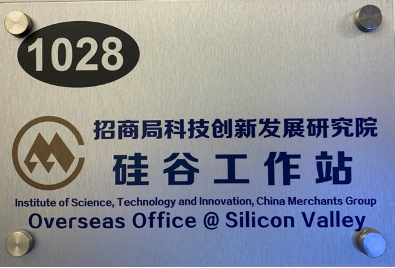 1028
招商局科技创新发展研究院
硅谷工作站
Institute of Science, Technology and Innovation, China Merchants Group
Overseas Office @ Silicon Valley